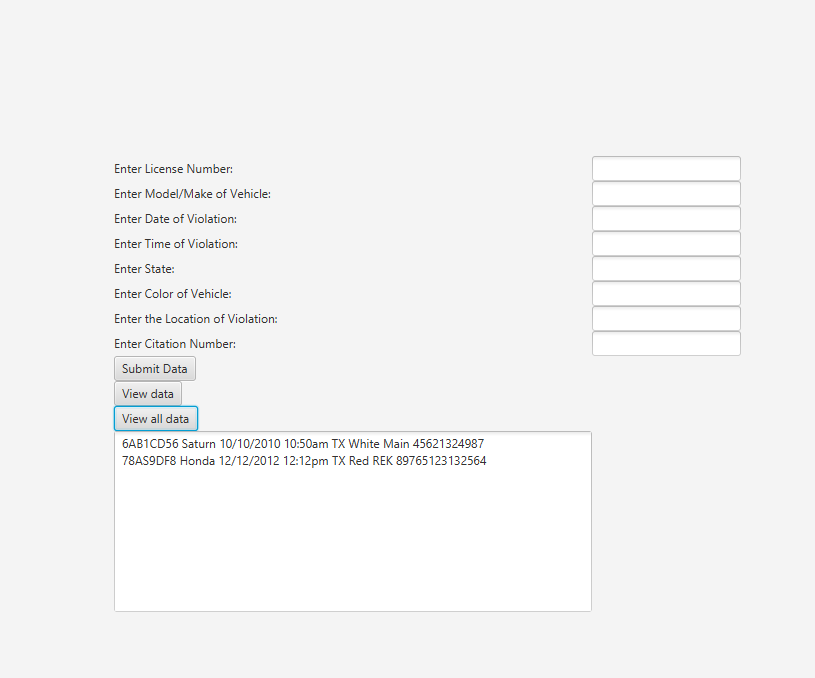 Enter License Number:
Enter Model/Make of Vehicle:
Enter Date of Violation:
Enter Time of Violation:
Enter State:
Enter Color of Vehicle:
Enter the Location of Violation:
Enter Citation Number:
Submit Data
View data
View all data
6AB1CD56 Saturn 10/10/2010 10:50am TX White Main 45621324987
78AS9DF8 Honda 12/12/2012 12:12pm TX Red REK 89765123132564